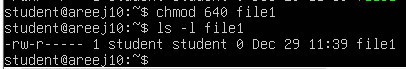 student@areej10:~$ chmod 640 file1
student@areej10:~$ ls -l file1
-rw-r----- 1 student student 0 Dec 29 11:39 file1
student@areej10:~$